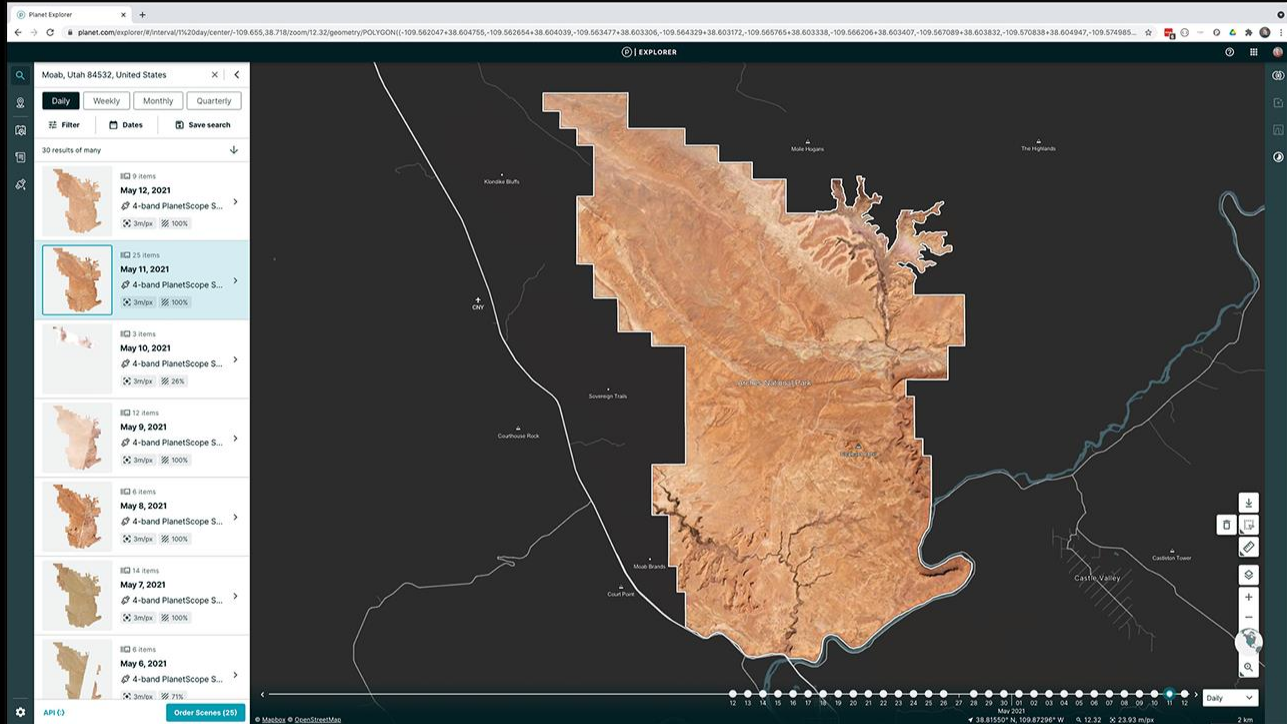 Planet Explorer
planet.com/explorer/#/interval/1%20day/center/-109.655,38.718/zoom/12.32/geometry/POLYGON((-109.562047+38.604755,-109.562654+38.604039,-109.563477+38.603306,-109.564329+38.603172,-109.565765+38.603338,-109.566206+38.603407,-109.567089+38.603832,-109.570838+38.604947,-109.574985...
P | EXPLORER
Moab, Utah 84532, United States
Daily
Weekly
Monthly
Quarterly
Filter
Dates
Save search
30 results of many
9 items
May 12, 2021
4-band PlanetScope S...
3m/px 100%
25 items
May 11, 2021
4-band PlanetScope S...
3m/px 100%
3 items
May 10, 2021
4-band PlanetScope S...
3m/px 26%
12 items
May 9, 2021
4-band PlanetScope S...
3m/px 100%
6 items
May 8, 2021
4-band PlanetScope S...
3m/px 100%
14 items
May 7, 2021
4-band PlanetScope S...
3m/px 100%
6 items
May 6, 2021
4-band PlanetScope S...
3m/px 71%
API
Order Scenes (25)
Klondike Bluffs
Mollie Hogans
The Highlands
CNY
Arches National Park
Sovereign Trails
Courthouse Rock
Moab Brands
Court Point
Castleton Tower
Castle Valley
12 13 14 15 16 17 18 19 20 21 22 23 24 25 26 27 28 29 30 01 02 03 04 05 06 07 08 09 10 11 12
May 2021
Daily
© Mapbox © OpenStreetMap
38.81550° N, 109.87296° W 12.32 23.93 m/px 2 km